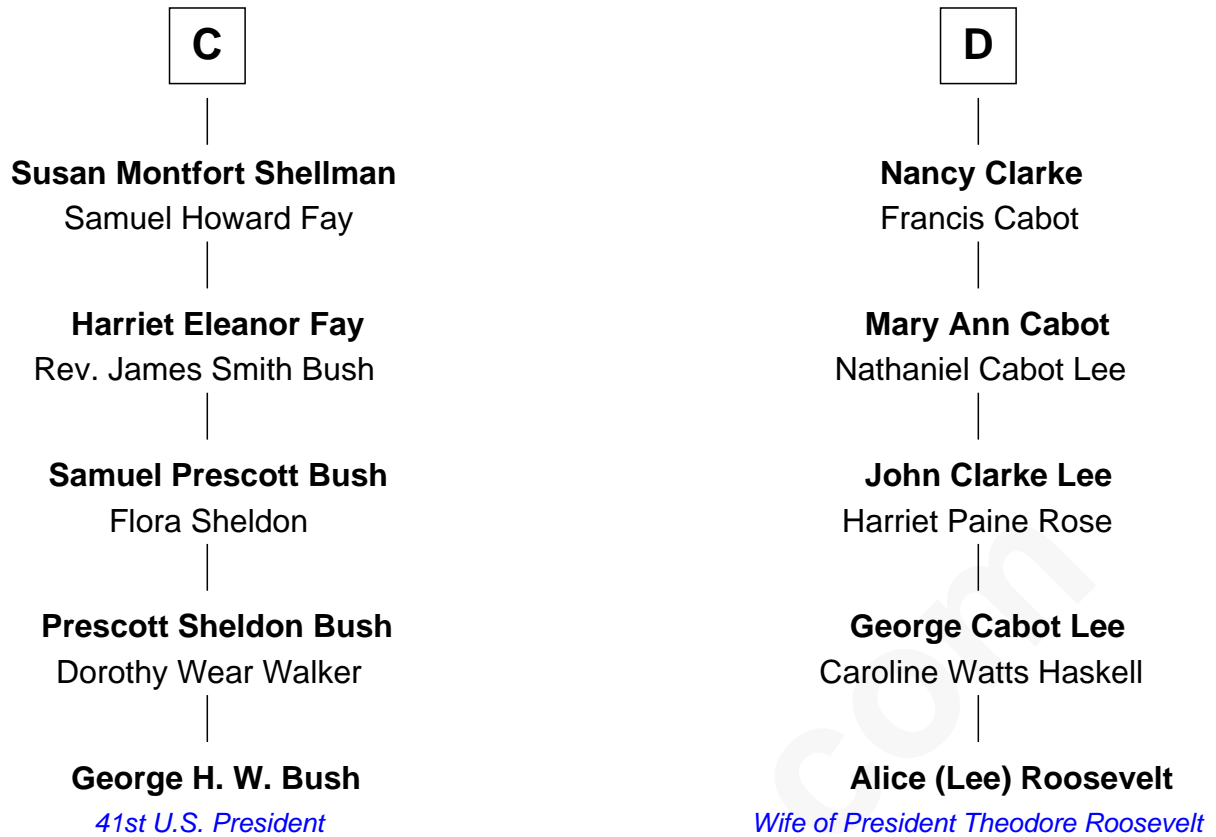 C
Susan Montfort Shellman
Samuel Howard Fay
Harriet Eleanor Fay
Rev. James Smith Bush
Samuel Prescott Bush
Flora Sheldon
Prescott Sheldon Bush
Dorothy Wear Walker
George H. W. Bush
41st U.S. President
D
Nancy Clarke
Francis Cabot
Mary Ann Cabot
Nathaniel Cabot Lee
John Clarke Lee
Harriet Paine Rose
George Cabot Lee
Caroline Watts Haskell
Alice (Lee) Roosevelt
Wife of President Theodore Roosevelt
com